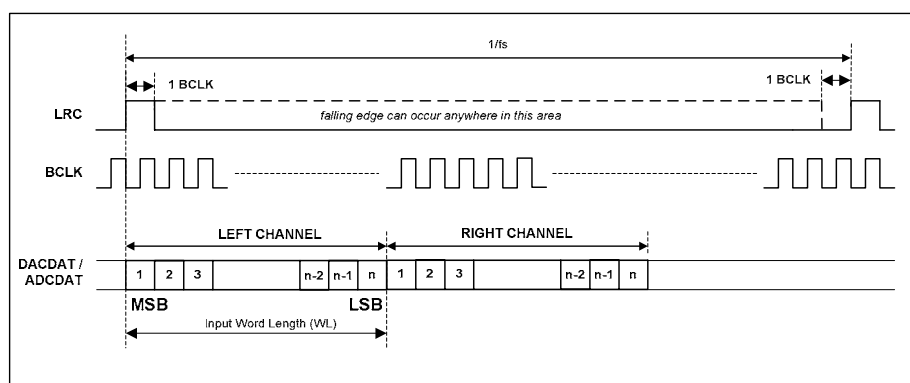 1/fs
1 BCLK
1 BCLK
LRC
falling edge can occur anywhere in this area
BCLK
LEFT CHANNEL
RIGHT CHANNEL
DACDAT /
ADCDAT
1 2 3 n-2 n-1 n 1 2 3 n-2 n-1 n
MSB LSB
Input Word Length (WL)